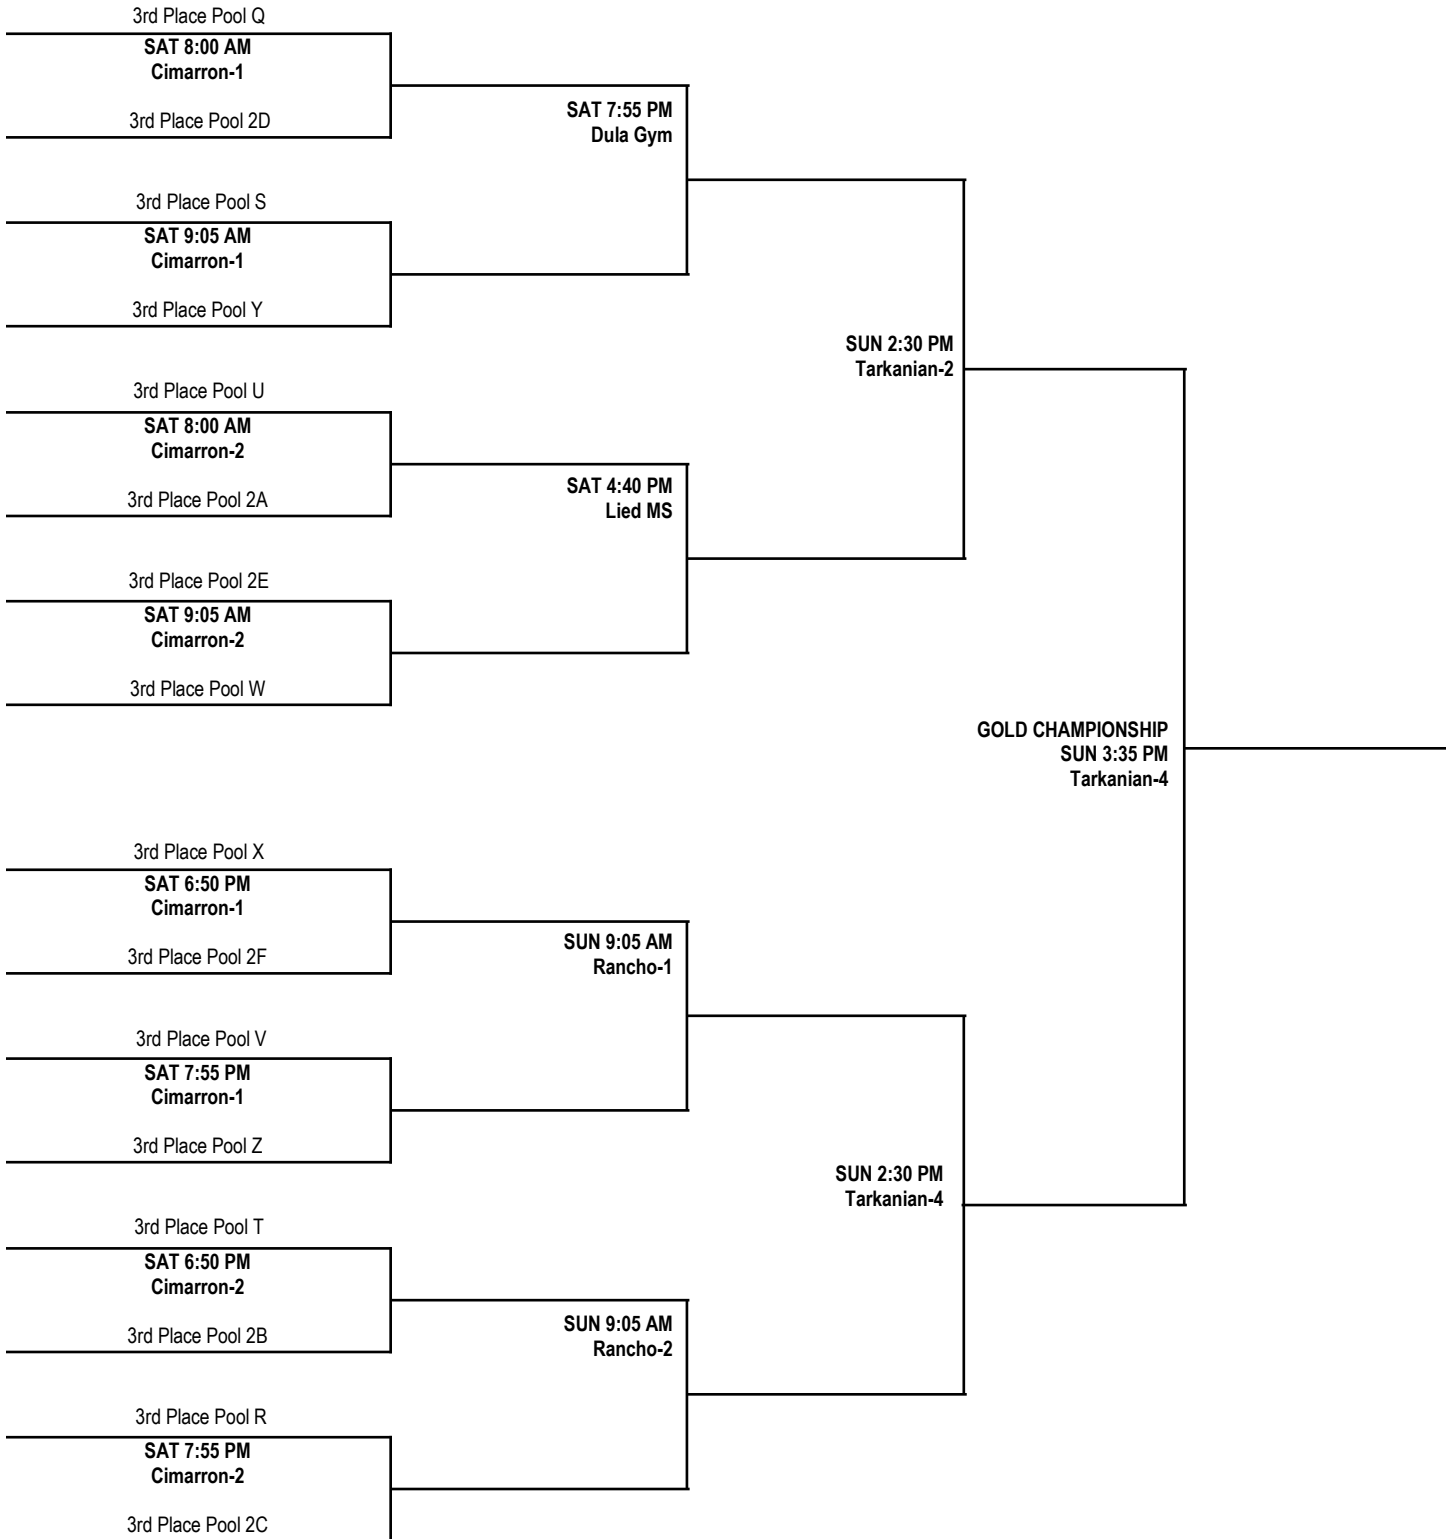 3rd Place Pool Q
SAT 8:00 AM
Cimarron-1
3rd Place Pool 2D
SAT 7:55 PM
Dula Gym
3rd Place Pool S
SAT 9:05 AM
Cimarron-1
3rd Place Pool Y
SUN 2:30 PM
Tarkanian-2
3rd Place Pool U
SAT 8:00 AM
Cimarron-2
3rd Place Pool 2A
SAT 4:40 PM
Lied MS
3rd Place Pool 2E
SAT 9:05 AM
Cimarron-2
3rd Place Pool W
GOLD CHAMPIONSHIP
SUN 3:35 PM
Tarkanian-4
3rd Place Pool X
SAT 6:50 PM
Cimarron-1
3rd Place Pool 2F
SUN 9:05 AM
Rancho-1
3rd Place Pool V
SAT 7:55 PM
Cimarron-1
3rd Place Pool Z
SUN 2:30 PM
Tarkanian-4
3rd Place Pool T
SAT 6:50 PM
Cimarron-2
3rd Place Pool 2B
SUN 9:05 AM
Rancho-2
3rd Place Pool R
SAT 7:55 PM
Cimarron-2
3rd Place Pool 2C